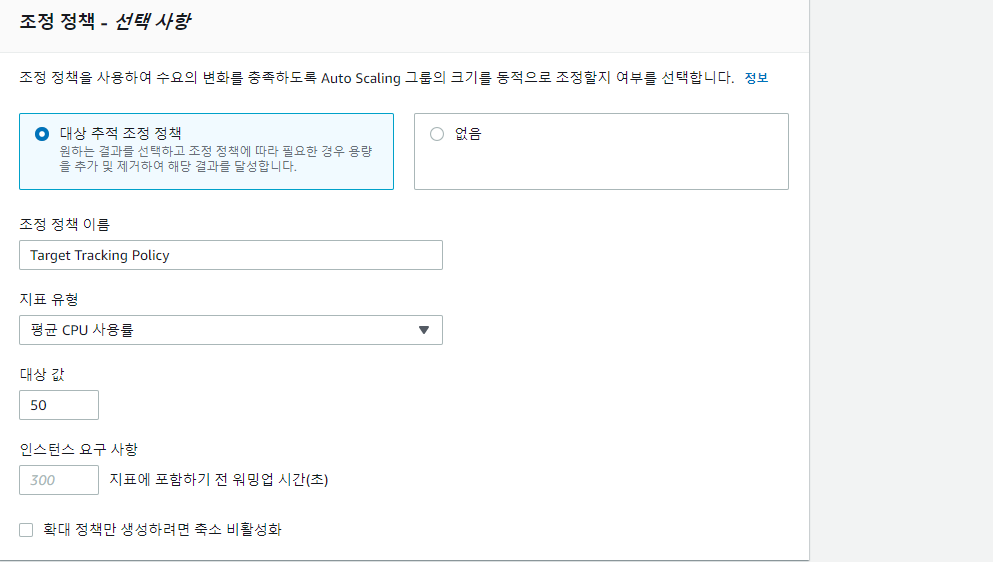 조정 정책 - 선택 사항
조정 정책을 사용하여 수요의 변화를 충족하도록 Auto Scaling 그룹의 크기를 동적으로 조정할지 여부를 선택합니다. 정보
대상 추적 조정 정책
원하는 결과를 선택하고 조정 정책에 따라 필요한 경우 용량
을 추가 및 제거하여 해당 결과를 달성합니다.
없음
조정 정책 이름
Target Tracking Policy
지표 유형
평균 CPU 사용률
대상 값
50
인스턴스 요구 사항
300 지표에 포함하기 전 워밍업 시간(초)
확대 정책만 생성하려면 축소 비활성화